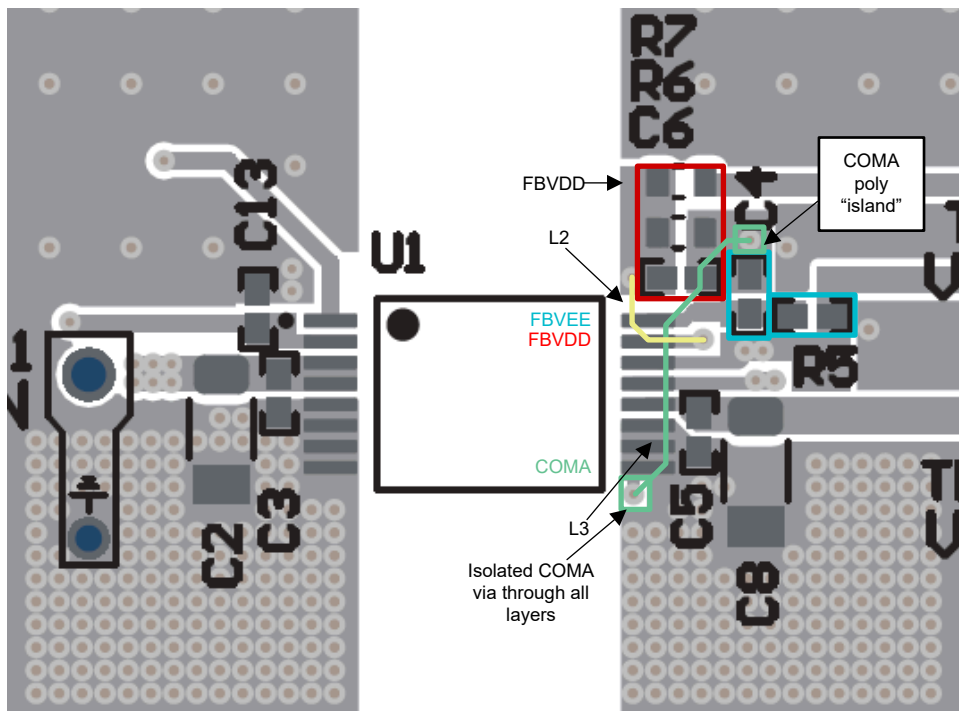 R7
R6
C6
COMA
poly
“island”
FBVDD
C4
C13
U1
L2
FBVEE
FBVDD
1
R5
COMA
C5
L3
C2
C3
C8
Isolated COMA
via through all
layers